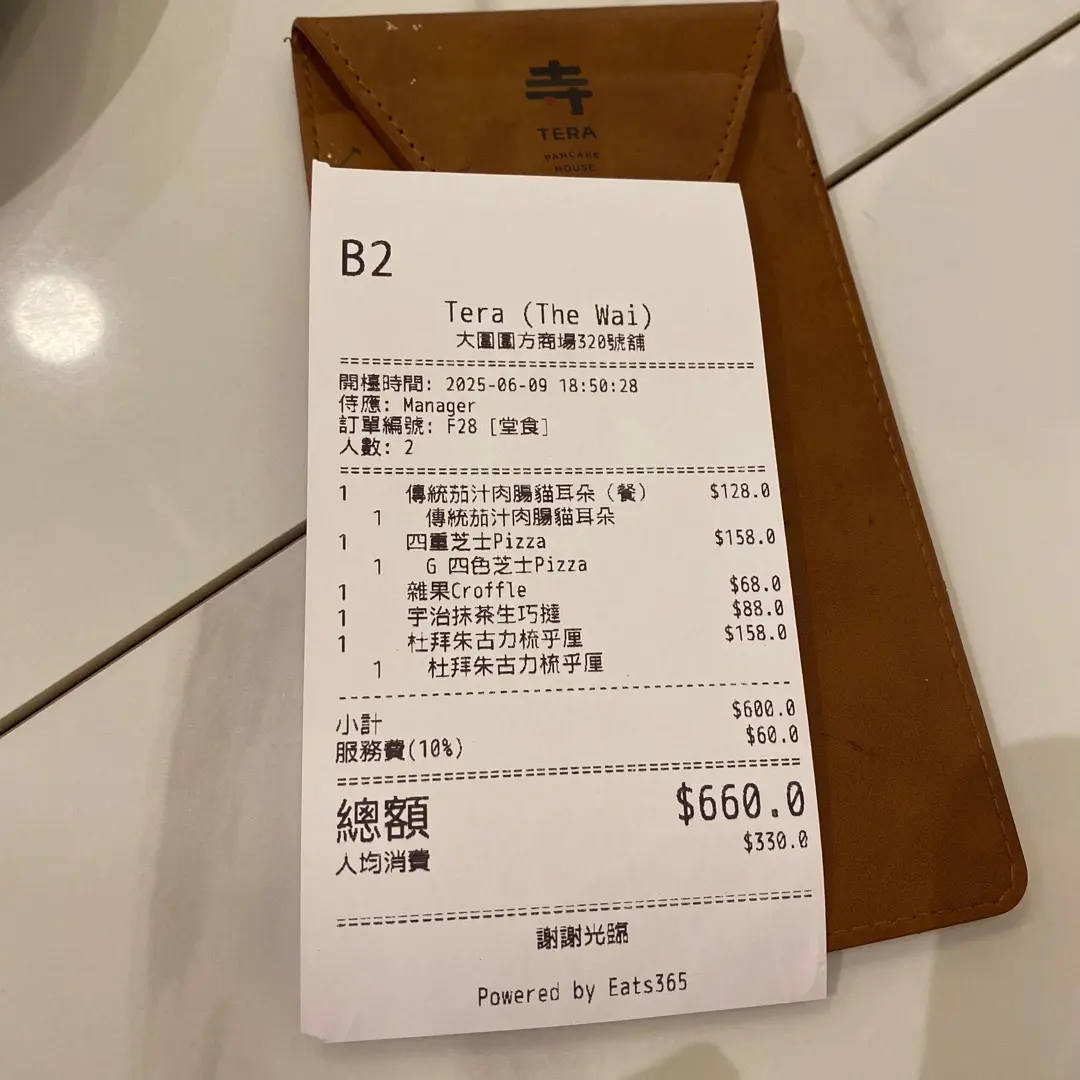 寺
TERA
PANCAKE
HOUSE
B2
Tera (The Wai)
大圍圍方商場320號舖
開檯時間: 2025-06-09 18:50:28
侍應: Manager
訂單編號: F28 [堂食]
人數: 2
1 傳統茄汁肉腸貓耳朵（餐） $128.0
1 傳統茄汁肉腸貓耳朵
1 四重芝士Pizza $158.0
1 G 四色芝士Pizza
1 雜果Croffle $68.0
1 宇治抹茶生巧撻 $88.0
1 杜拜朱古力梳乎厘 $158.0
1 杜拜朱古力梳乎厘
小計 $600.0
服務費(10%) $60.0
總額 $660.0
人均消費 $330.0
謝謝光臨
Powered by Eats365